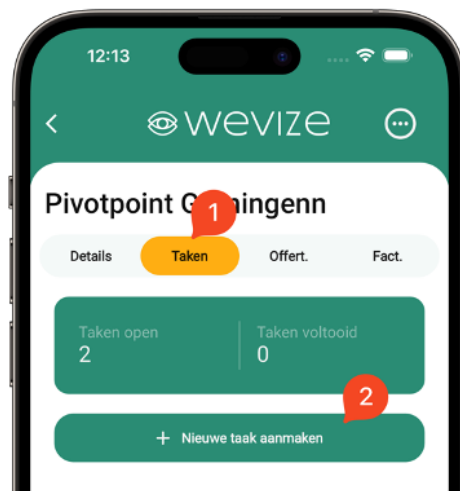 12:13
wevize
Pivotpoint G ingenn
1
Details Taken Offert. Fact.
Taken open Taken voltooid
2 0
2
+ Nieuwe taak aanmaken